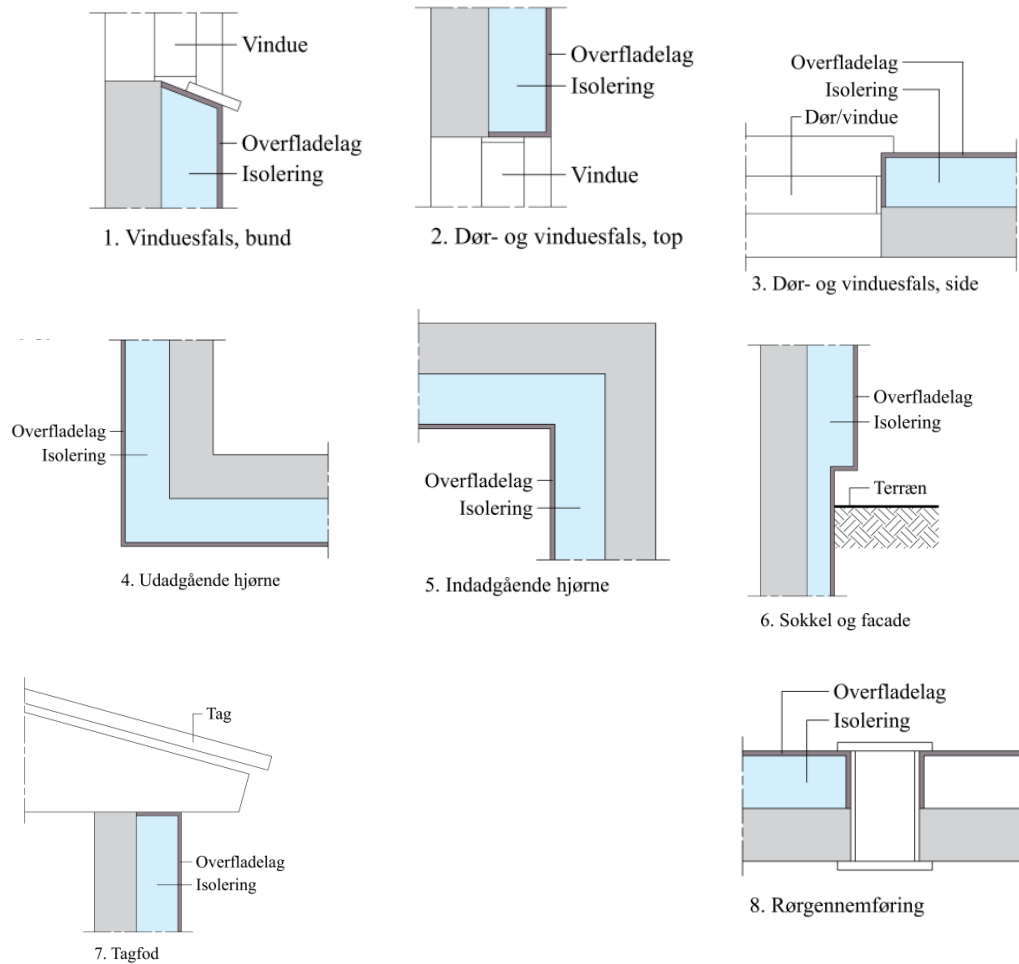 Vindue
Overfladelag
Isolering
1. Vinduesfals, bund
Overfladelag
Isolering
Vindue
2. Dør- og vinduesfals, top
Overfladelag
Isolering
Dør/vindue
3. Dør- og vinduesfals, side
Overfladelag
Isolering
4. Udadgående hjørne
Overfladelag
Isolering
5. Indadgående hjørne
Overfladelag
Isolering
Terræn
6. Sokkel og facade
Tag
Overfladelag
Isolering
7. Tagfod
Overfladelag
Isolering
8. Rørgennemføring